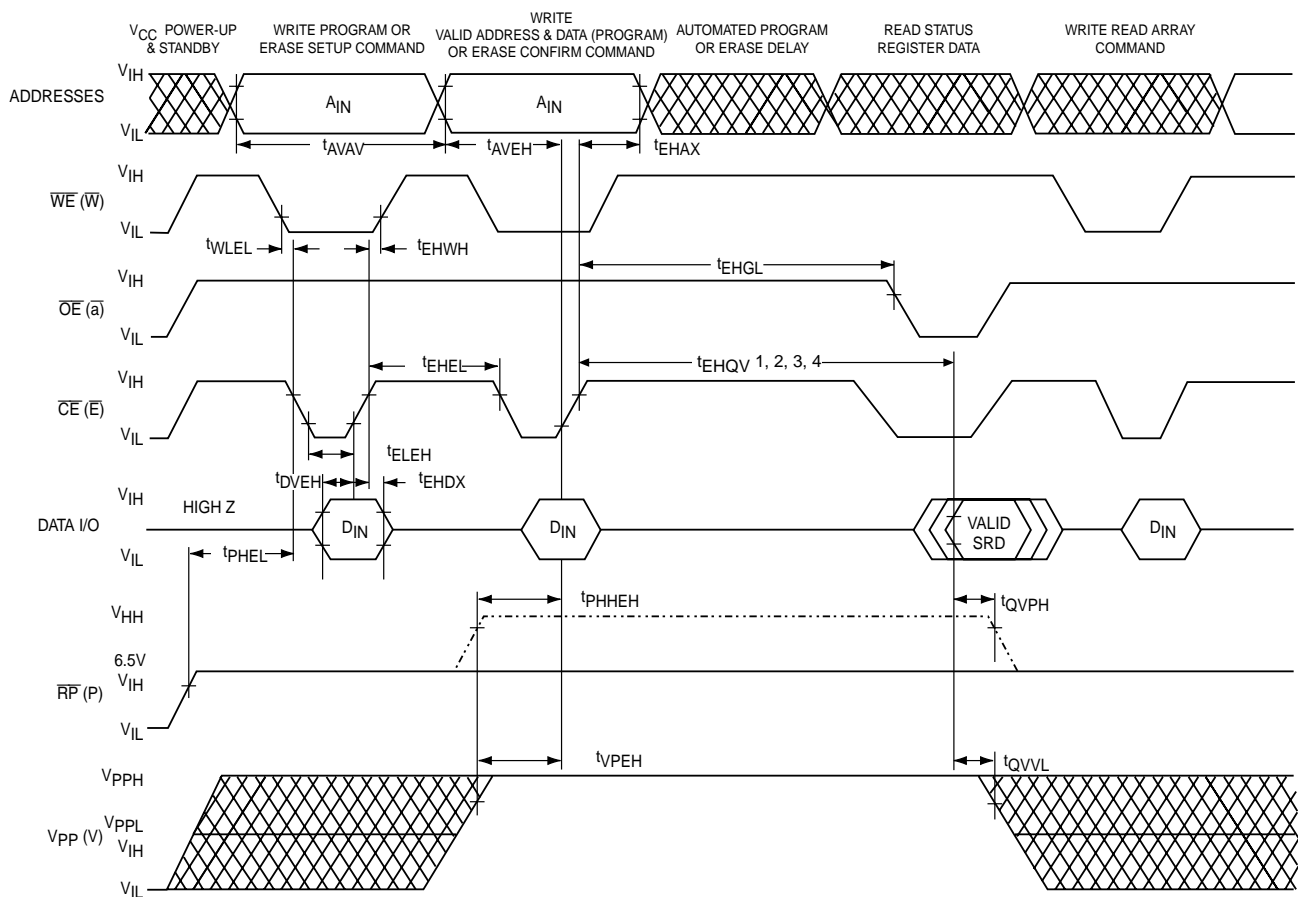 VCC POWER-UP
& STANDBY
WRITE PROGRAM OR
ERASE SETUP COMMAND
WRITE
VALID ADDRESS & DATA (PROGRAM)
OR ERASE CONFIRM COMMAND
AUTOMATED PROGRAM
OR ERASE DELAY
READ STATUS
REGISTER DATA
WRITE READ ARRAY
COMMAND
ADDRESSES
VIH
VIL
AIN
AIN
tAVAV
tAVEH
tEHAX
WE (W)
VIH
VIL
tWLEL
tEHWH
tEHGL
OE (a)
VIH
VIL
tEHEL
tEHQV 1, 2, 3, 4
CE (E)
VIH
VIL
tELEH
tDVEH
tEHDX
DATA I/O
VIH
VIL
HIGH Z
DIN
DIN
VALID
SRD
DIN
tPHEL
tPHHEH
tQVPH
VHH
6.5V
VIH
RP (P)
VIL
tVPEH
tQVVL
VPPH
VPPL
VPP (V)
VIH
VIL